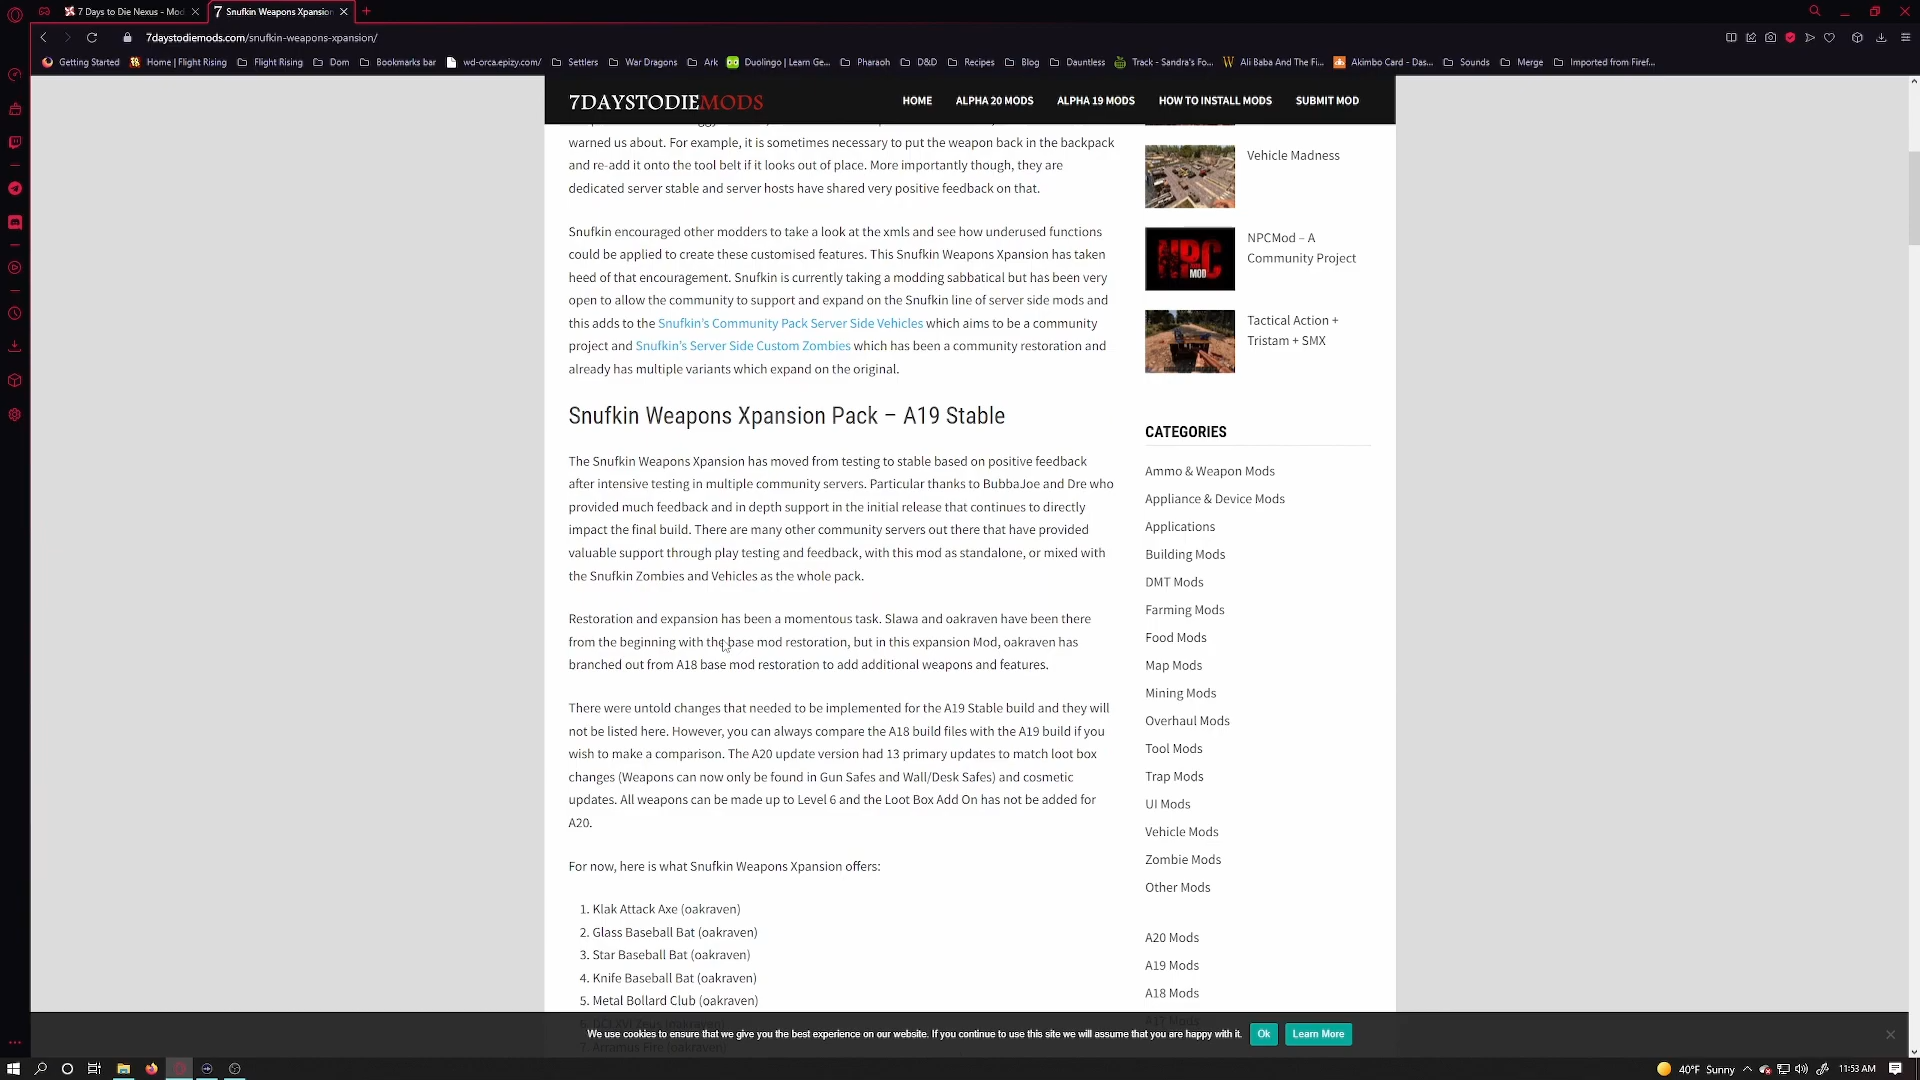 7 Days to Die Nexus - Mod
Snufkin Weapons Xpansion
7daystodiemods.com/snufkin-weapons-xpansion/
Getting Started
Home | Flight Rising
Flight Rising
Dom
Bookmarks bar
wd-orca.epizy.com/
Settlers
War Dragons
Ark
Duolingo | Learn Ge...
Pharaoh
D&D
Recipes
Blog
Dauntless
Track - Sandra's Fo...
Ali Baba And The Fi...
Akimbo Card - Das...
Sounds
Merge
Imported from Firef...
7DAYSTODIEMODS
HOME
ALPHA 20 MODS
ALPHA 19 MODS
HOW TO INSTALL MODS
SUBMIT MOD
warned us about. For example, it is sometimes necessary to put the weapon back in the backpack
and re-add it onto the tool belt if it looks out of place. More importantly though, they are
dedicated server stable and server hosts have shared very positive feedback on that.
Snufkin encouraged other modders to take a look at the xmls and see how underused functions
could be applied to create these customised features. This Snufkin Weapons Xpansion has taken
heed of that encouragement. Snufkin is currently taking a modding sabbatical but has been very
open to allow the community to support and expand on the Snufkin line of server side mods and
this adds to the Snufkin's Community Pack Server Side Vehicles which aims to be a community
project and Snufkin's Server Side Custom Zombies which has been a community restoration and
already has multiple variants which expand on the original.
Snufkin Weapons Xpansion Pack – A19 Stable
The Snufkin Weapons Xpansion has moved from testing to stable based on positive feedback
after intensive testing in multiple community servers. Particular thanks to BubbaJoe and Dre who
provided much feedback and in depth support in the initial release that continues to directly
impact the final build. There are many other community servers out there that have provided
valuable support through play testing and feedback, with this mod as standalone, or mixed with
the Snufkin Zombies and Vehicles as the whole pack.
Restoration and expansion has been a momentous task. Slawa and oakraven have been there
from the beginning with the base mod restoration, but in this expansion Mod, oakraven has
branched out from A18 base mod restoration to add additional weapons and features.
There were untold changes that needed to be implemented for the A19 Stable build and they will
not be listed here. However, you can always compare the A18 build files with the A19 build if you
wish to make a comparison. The A20 update version had 13 primary updates to match loot box
changes (Weapons can now only be found in Gun Safes and Wall/Desk Safes) and cosmetic
updates. All weapons can be made up to Level 6 and the Loot Box Add On has not be added for
A20.
For now, here is what Snufkin Weapons Xpansion offers:
1. Klak Attack Axe (oakraven)
2. Glass Baseball Bat (oakraven)
3. Star Baseball Bat (oakraven)
4. Knife Baseball Bat (oakraven)
5. Metal Bollard Club (oakraven)
7. Arramus Fire (oakraven)
Vehicle Madness
NPC
MOD
NPCMod – A
Community Project
Tactical Action +
Tristam + SMX
CATEGORIES
Ammo & Weapon Mods
Appliance & Device Mods
Applications
Building Mods
DMT Mods
Farming Mods
Food Mods
Map Mods
Mining Mods
Overhaul Mods
Tool Mods
Trap Mods
UI Mods
Vehicle Mods
Zombie Mods
Other Mods
A20 Mods
A19 Mods
A18 Mods
A17 Mods
We use cookies to ensure that we give you the best experience on our website. If you continue to use this site we will assume that you are happy with it.
Ok
Learn More
40°F Sunny
11:53 AM